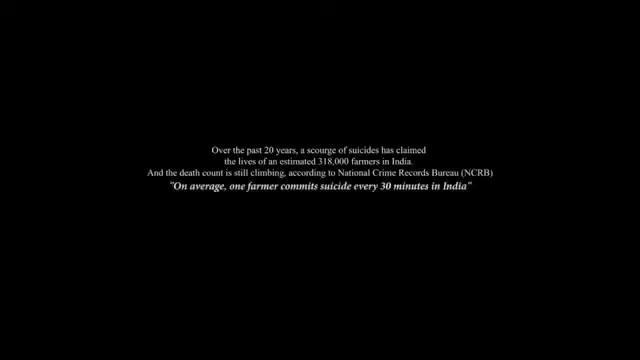 Over the past 20 years, a scourge of suicides has claimed
the lives of an estimated 318,000 farmers in India.
And the death count is still climbing, according to National Crime Records Bureau (NCRB)
"On average, one farmer commits suicide every 30 minutes in India"